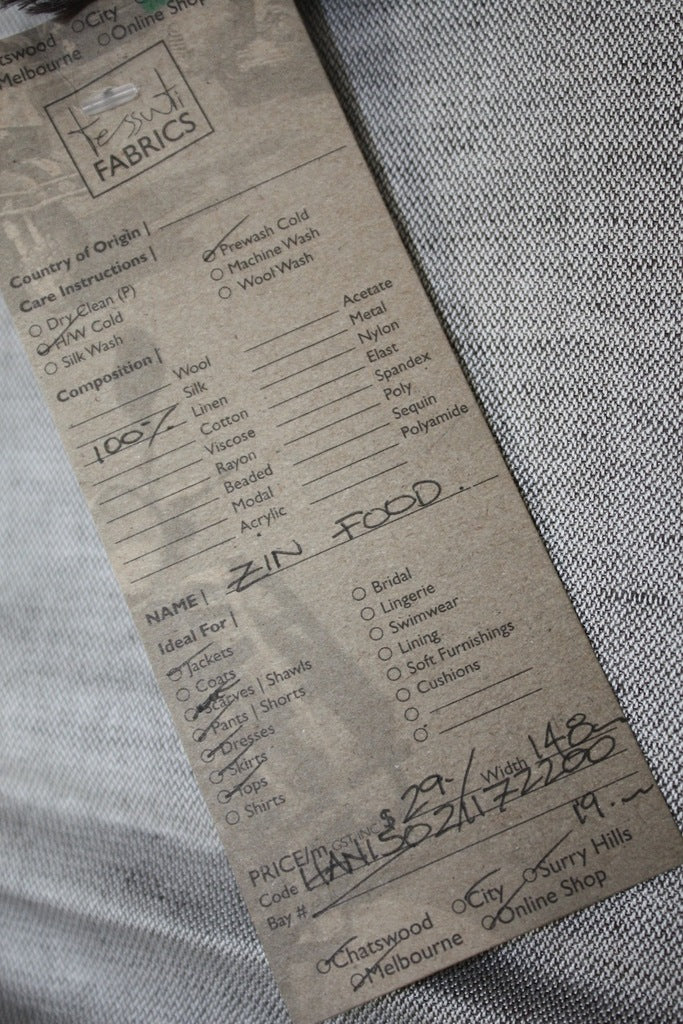 atswood ○City
Melbourne ○Online Shop
tessuti
FABRICS
Country of Origin |
Care Instructions |
○ Dry Clean (P)
○ H/W Cold
○ Silk Wash
○ Prewash Cold
○ Machine Wash
○ Wool Wash
Composition |
Wool
Silk
100% Linen
Cotton
Viscose
Rayon
Beaded
Modal
Acrylic
Acetate
Metal
Nylon
Elast
Spandex
Poly
Sequin
Polyamide
NAME | ZIN FOOD.
Ideal For |
○ Jackets
○ Coats
○ Scarves | Shawls
○ Pants | Shorts
○ Dresses
○ Skirts
○ Tops
○ Shirts
○ Bridal
○ Lingerie
○ Swimwear
○ Lining
○ Soft Furnishings
○ Cushions
○
○
PRICE/m GST INC $ 29.-/ Width 148
Code HAN1502/1172200
Bay # 19.
○Chatswood ○City ○Surry Hills
○Melbourne ○Online Shop